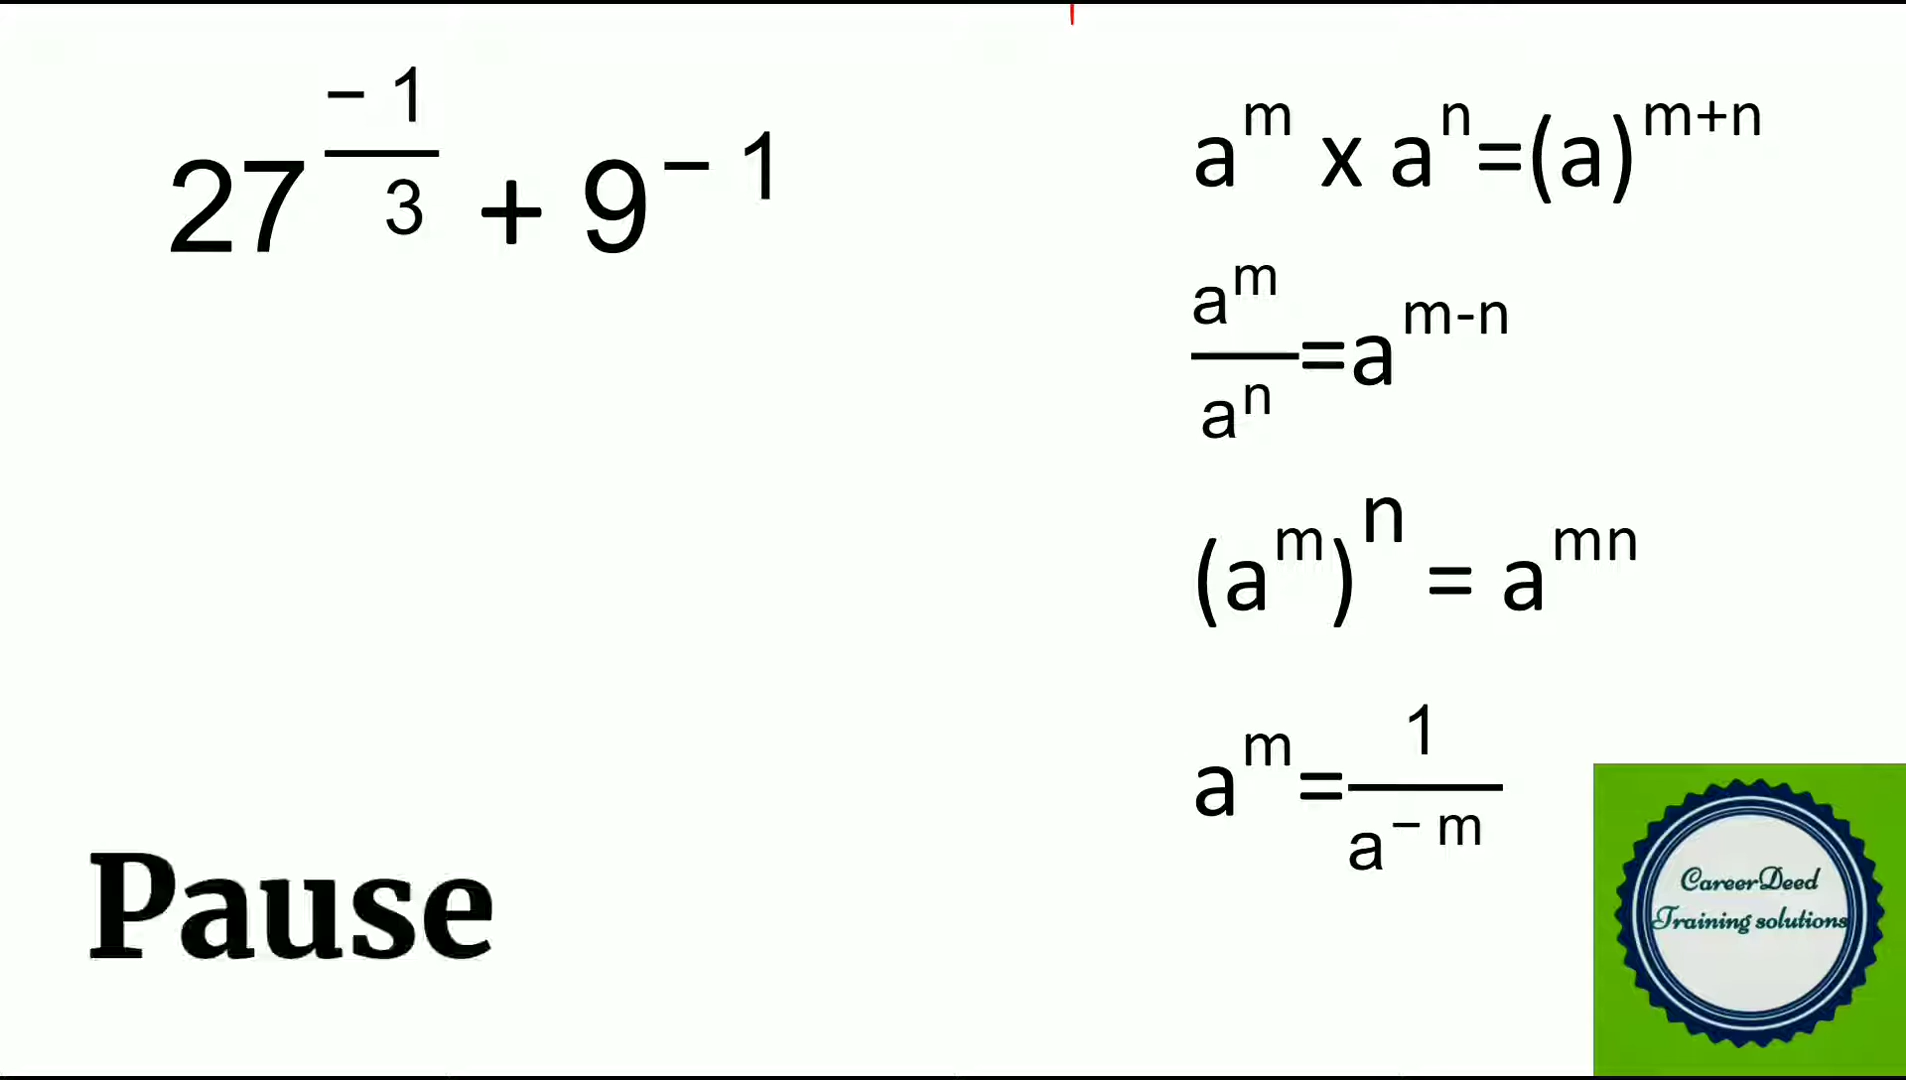 27^(– 1/3) + 9^(– 1)
a^m x a^n=(a)^(m+n)
a^m/a^n=a^(m-n)
(a^m)^n = a^(mn)
a^m=1/a^(– m)
Pause
CareerDeed
Training solutions